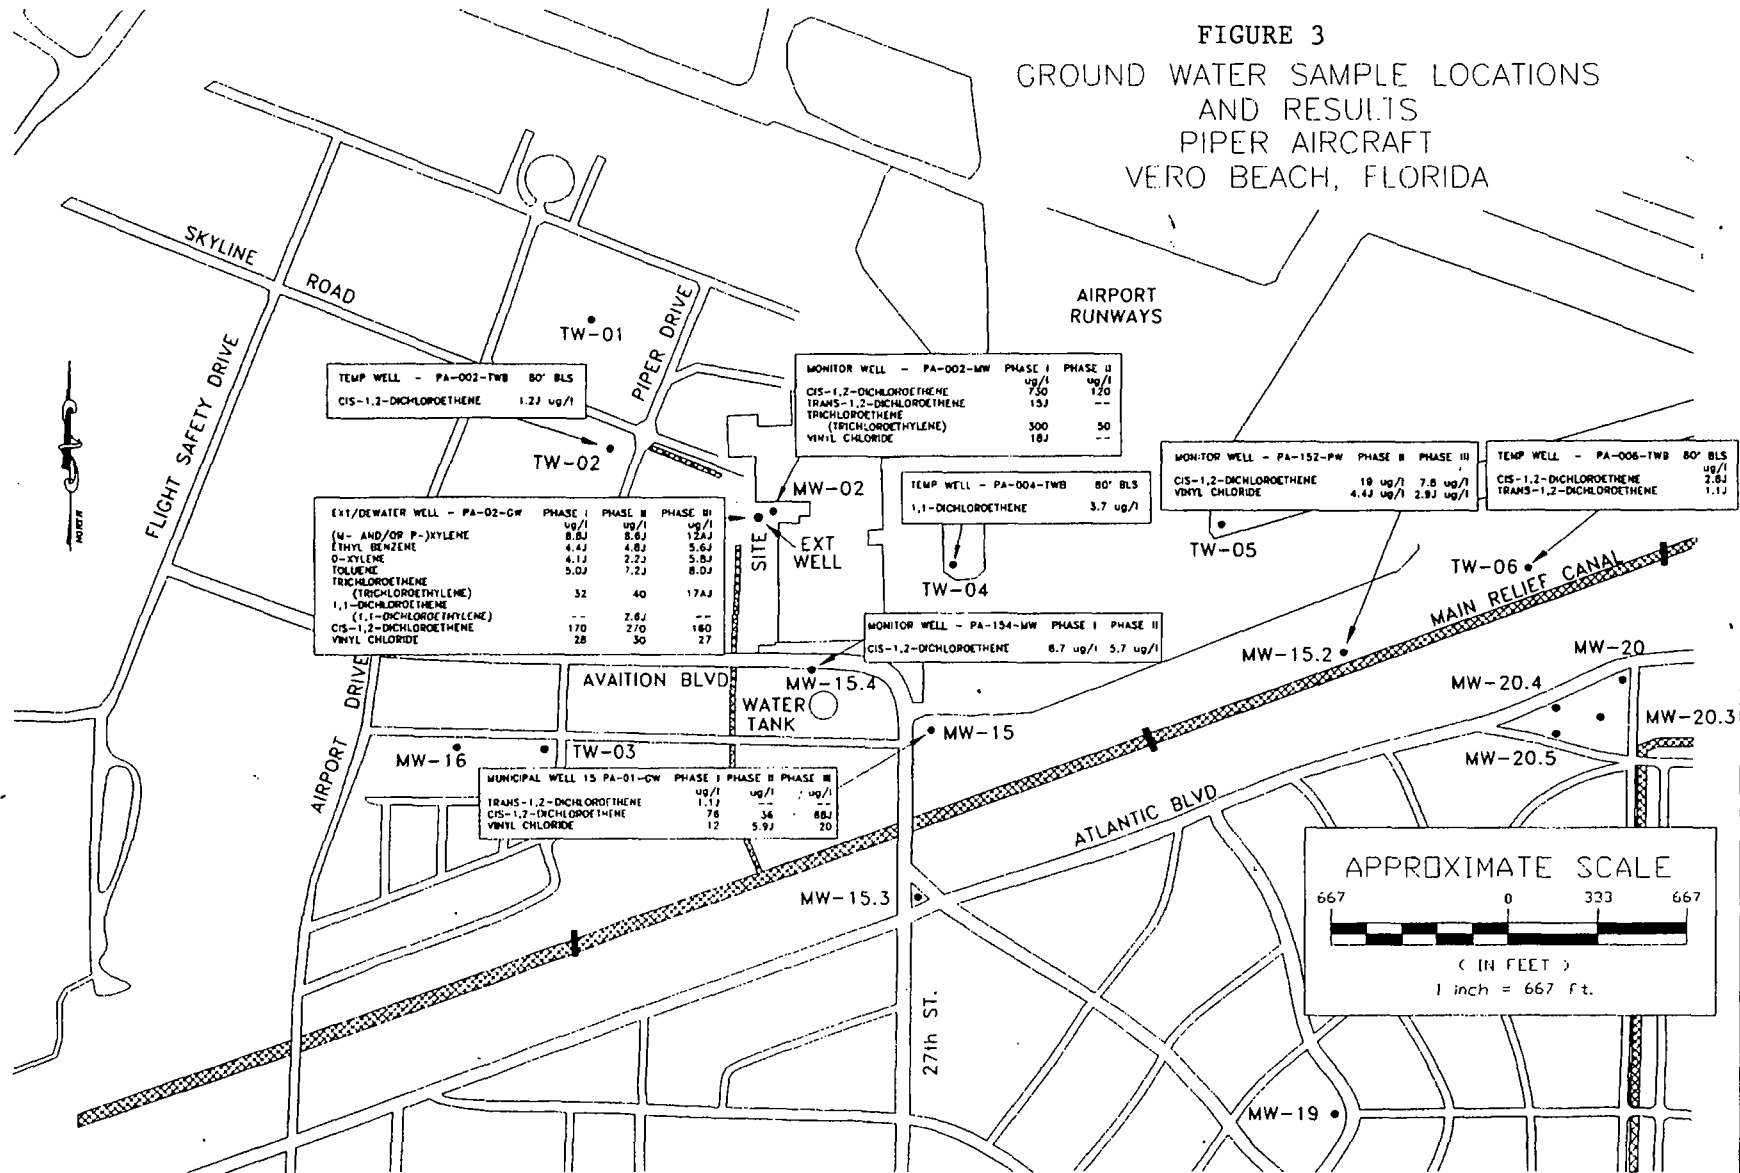 FIGURE 3
GROUND WATER SAMPLE LOCATIONS
AND RESULTS
PIPER AIRCRAFT
VERO BEACH, FLORIDA
SKYLINE ROAD
FLIGHT SAFETY DRIVE
PIPER DRIVE
AIRPORT
RUNWAYS
TW-01
TEMP WELL - PA-002-TWB 80' BLS
CIS-1,2-DICHLOROETHENE 1.2J ug/l
TW-02
MONITOR WELL - PA-002-MW PHASE I PHASE II
ug/l ug/l
CIS-1,2-DICHLOROETHENE 730 120
TRANS-1,2-DICHLOROETHENE 15J --
TRICHLOROETHENE
(TRICHLOROETHYLENE) 300 50
VINYL CHLORIDE 18J --
MW-02
EXT
WELL
SITE
EXT/DEWATER WELL - PA-02-GW PHASE I PHASE II PHASE III
ug/l ug/l ug/l
(M- AND/OR P-)XYLENE 8.8J 8.6J 12AJ
ETHYL BENZENE 4.4J 4.8J 5.6J
O-XYLENE 4.1J 2.2J 5.8J
TOLUENE 5.0J 7.2J 8.0J
TRICHLOROETHENE
(TRICHLOROETHYLENE) 32 40 17AJ
1,1-DICHLOROETHENE
(1,1-DICHLOROETHYLENE) -- 2.6J --
CIS-1,2-DICHLOROETHENE 170 270 160
VINYL CHLORIDE 28 30 27
TEMP WELL - PA-004-TWB 80' BLS
1,1-DICHLOROETHENE 3.7 ug/l
TW-04
MONITOR WELL - PA-152-PW PHASE II PHASE III
CIS-1,2-DICHLOROETHENE 19 ug/l 7.6 ug/l
VINYL CHLORIDE 4.4J ug/l 2.9J ug/l
TW-05
TEMP WELL - PA-006-TWB 80' BLS
ug/l
CIS-1,2-DICHLOROETHENE 2.6J
TRANS-1,2-DICHLOROETHENE 1.1J
TW-06
MAIN RELIEF CANAL
NORTH
MONITOR WELL - PA-154-MW PHASE I PHASE II
CIS-1,2-DICHLOROETHENE 6.7 ug/l 5.7 ug/l
MW-15.2
AVAITION BLVD
MW-15.4
WATER
TANK
MW-15
MW-20
MW-20.4
MW-20.3
MW-20.5
AIRPORT DRIVE
MW-16
TW-03
MUNICIPAL WELL 15 PA-01-GW PHASE I PHASE II PHASE III
ug/l ug/l ug/l
TRANS-1,2-DICHLOROETHENE 1.1J -- --
CIS-1,2-DICHLOROETHENE 76 36 68J
VINYL CHLORIDE 12 5.9J 20
ATLANTIC BLVD
MW-15.3
27th ST.
MW-19
APPROXIMATE SCALE
667 0 333 667
( IN FEET )
1 inch = 667 ft.